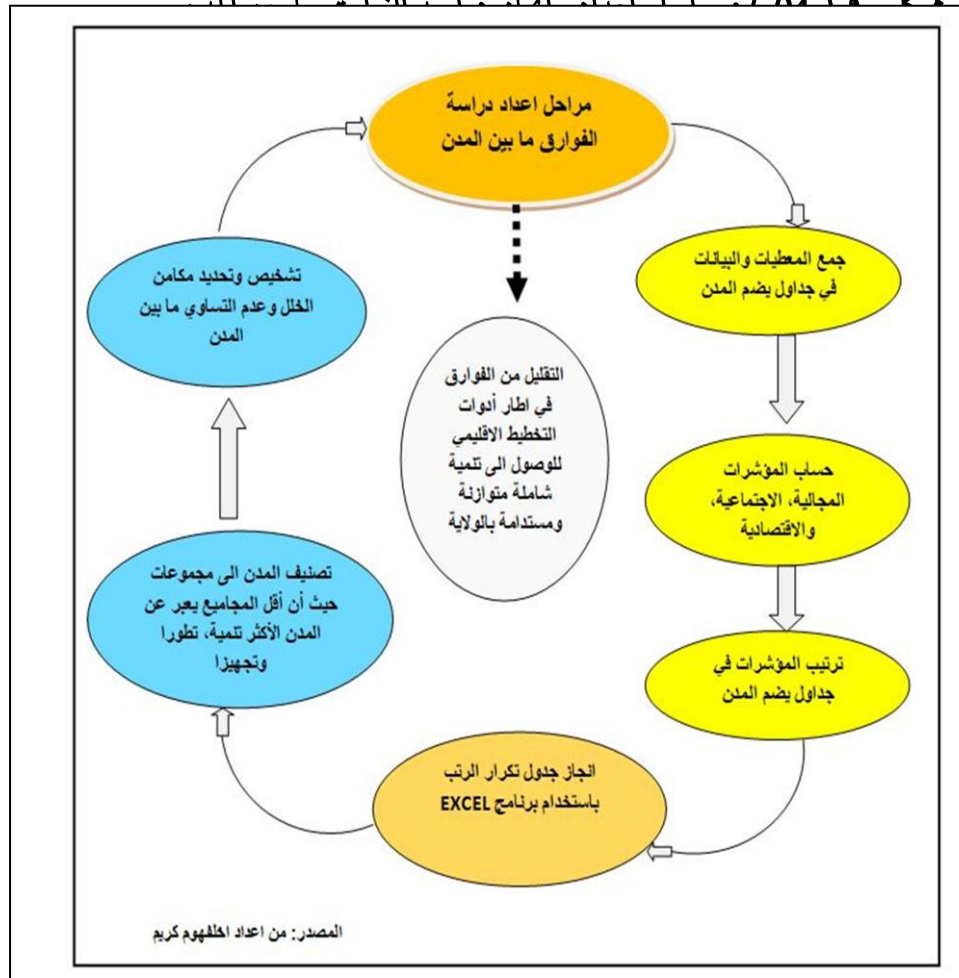 مراحل اعداد دراسة
الفوارق ما بين المدن
جمع المعطيات والبيانات
في جداول يضم المدن
حساب المؤشرات
المجالية، الاجتماعية،
والاقتصادية
ترتيب المؤشرات في
جداول يضم المدن
انجاز جدول تكرار الرتب
باستخدام برنامج EXCEL
تصنيف المدن الى مجموعات
حيث أن أقل المجاميع يعبر عن
المدن الأكثر تنمية، تطورا
وتجهيزا
تشخيص وتحديد مكامن
الخلل وعدم التساوي ما بين
المدن
التقليل من الفوارق
في اطار أدوات
التخطيط الاقليمي
للوصول الى تنمية
شاملة متوازنة
ومستدامة بالولاية
المصدر: من اعداد اخلفهوم كريم